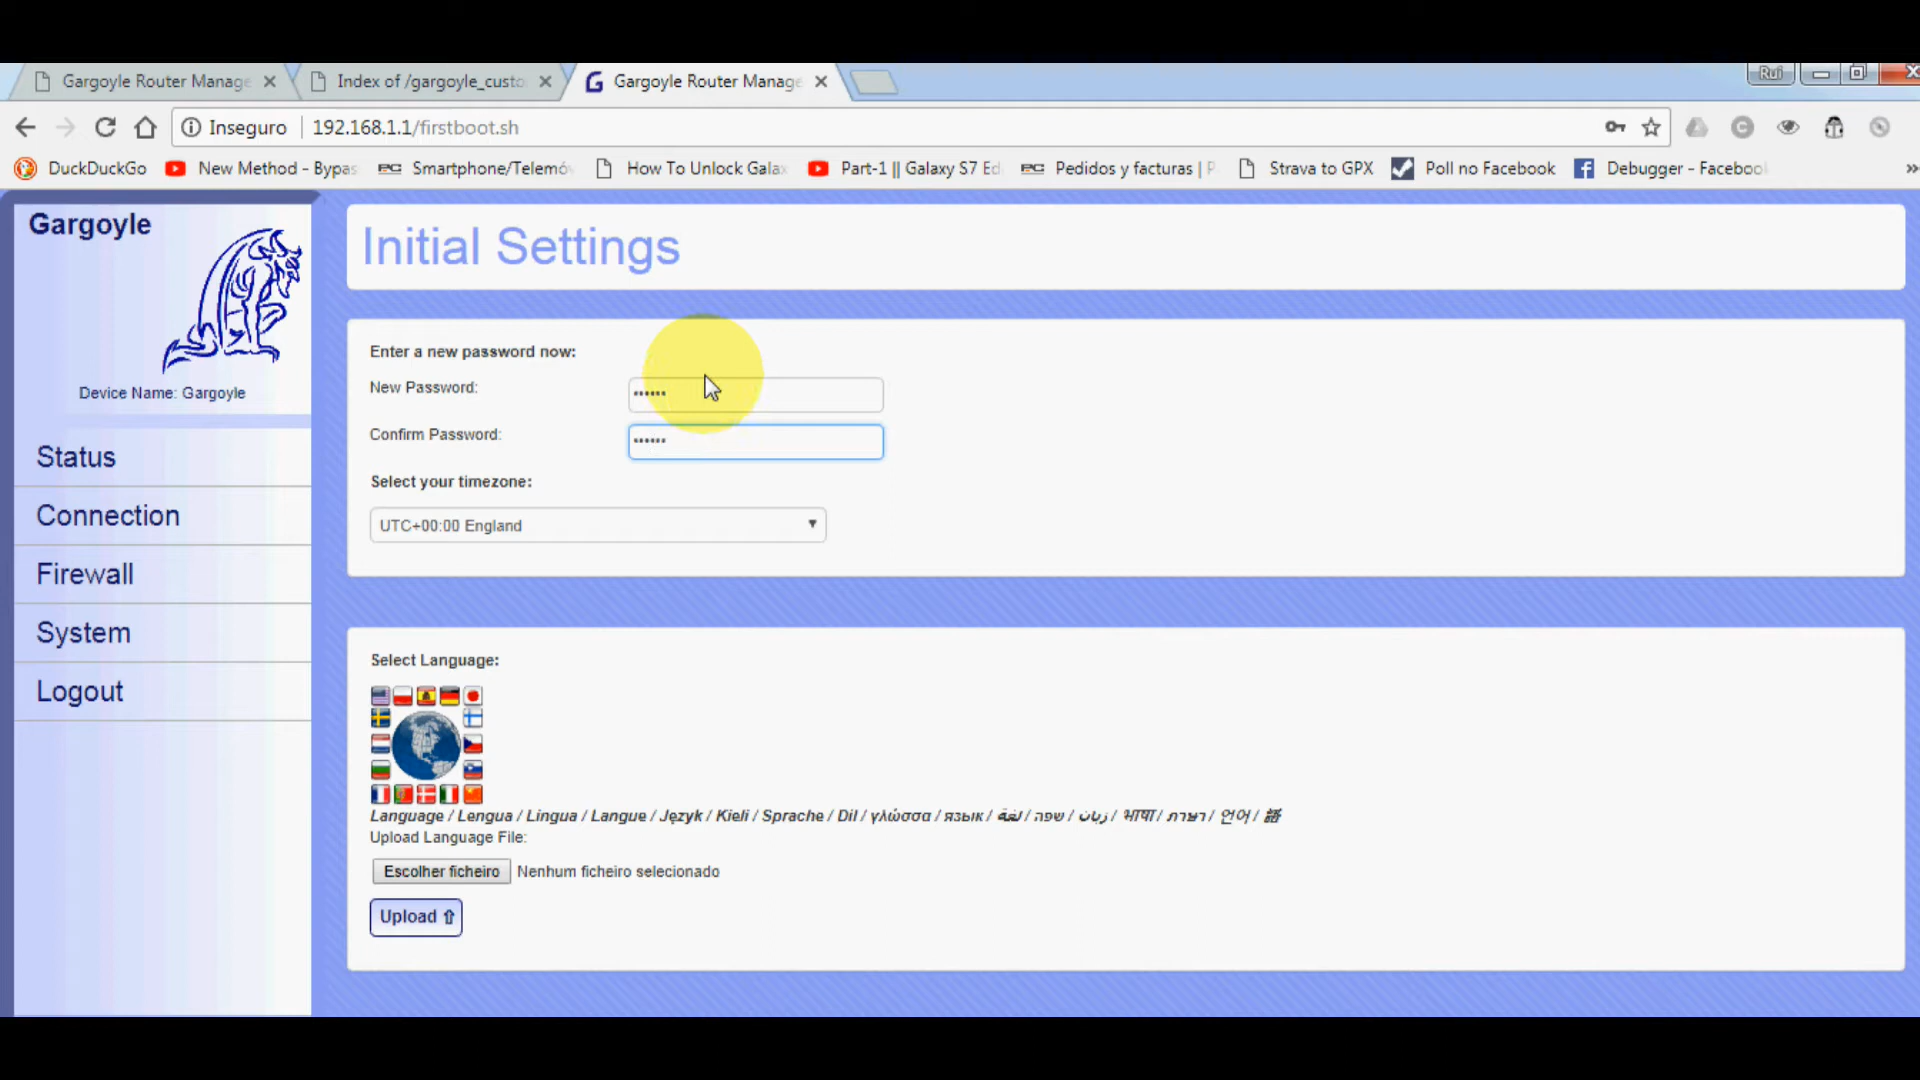 Gargoyle Router Manage
Index of /gargoyle_custo
Gargoyle Router Manage
Rui
Inseguro
192.168.1.1/firstboot.sh
DuckDuckGo
New Method - Bypas
Smartphone/Telemó
How To Unlock Gala
Part-1 || Galaxy S7 Ed
Pedidos y facturas |
Strava to GPX
Poll no Facebook
Debugger - Facebook
»
Gargoyle
Device Name: Gargoyle
Status
Connection
Firewall
System
Logout
Initial Settings
Enter a new password now:
New Password:
••••••
Confirm Password:
••••••
Select your timezone:
UTC+00:00 England
Select Language:
Language / Lengua / Lingua / Langue / Język / Kieli / Sprache / Dil / γλώσσα / язык / لغة / שפה / زبان / भाषा / ภาษา / 언어 / 語
Upload Language File:
Escolher ficheiro Nenhum ficheiro selecionado
Upload ⇧